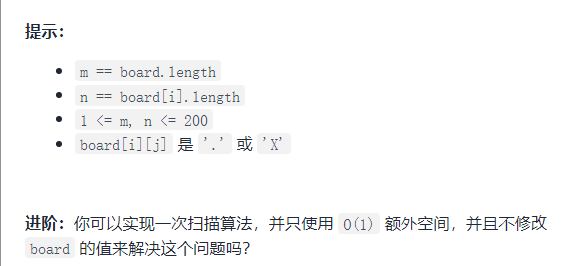 提示：
m == board.length
n == board[i].length
1 <= m, n <= 200
board[i][j] 是 '.' 或 'X'
进阶：你可以实现一次扫描算法，并只使用 O(1) 额外空间，并且不修改
board 的值来解决这个问题吗？